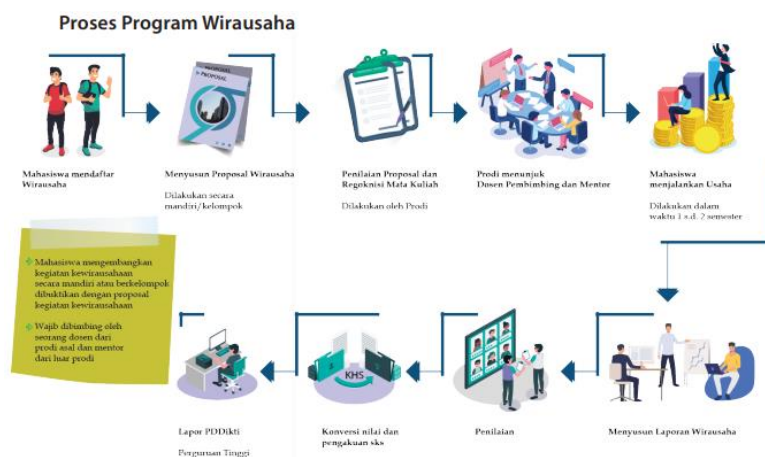 Proses Program Wirausaha
PROPOSAL
PROPOSAL
Mahasiswa mendaftar
Wirausaha
Menyusun Proposal Wirausaha
Dilakukan secara
mandiri/kelompok
Penilaian Proposal dan
Regoknisi Mata Kuliah
Dilakukan oleh Prodi
Prodi menunjuk
Dosen Pembimbing dan Mentor
Mahasiswa
menjalankan Usaha
Dilakukan dalam
waktu 1 s.d. 2 semester
Mahasiswa mengembangkan
kegiatan kewirausahaan
secara mandiri atau berkelompok
dibuktikan dengan proposal
kegiatan kewirausahaan
Wajib dibimbing oleh
seorang dosen dari
prodi asal dan mentor
dari luar prodi
Lapor PDDikti
Perguruan Tinggi
KHS
Konversi nilai dan
pengakuan sks
Penilaian
Menyusun Laporan Wirausaha